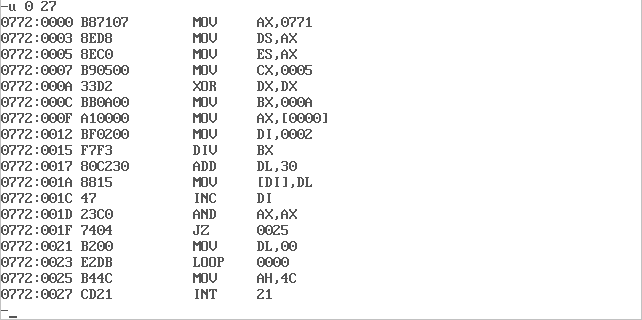 -u 0 27
0772:0000 B87107 MOV AX,0771
0772:0003 8ED8 MOV DS,AX
0772:0005 8EC0 MOV ES,AX
0772:0007 B90500 MOV CX,0005
0772:000A 33D2 XOR DX,DX
0772:000C BB0A00 MOV BX,000A
0772:000F A10000 MOV AX,[0000]
0772:0012 BF0200 MOV DI,0002
0772:0015 F7F3 DIV BX
0772:0017 80C230 ADD DL,30
0772:001A 8815 MOV [DI],DL
0772:001C 47 INC DI
0772:001D 23C0 AND AX,AX
0772:001F 7404 JZ 0025
0772:0021 B200 MOV DL,00
0772:0023 E2DB LOOP 0000
0772:0025 B44C MOV AH,4C
0772:0027 CD21 INT 21
-_